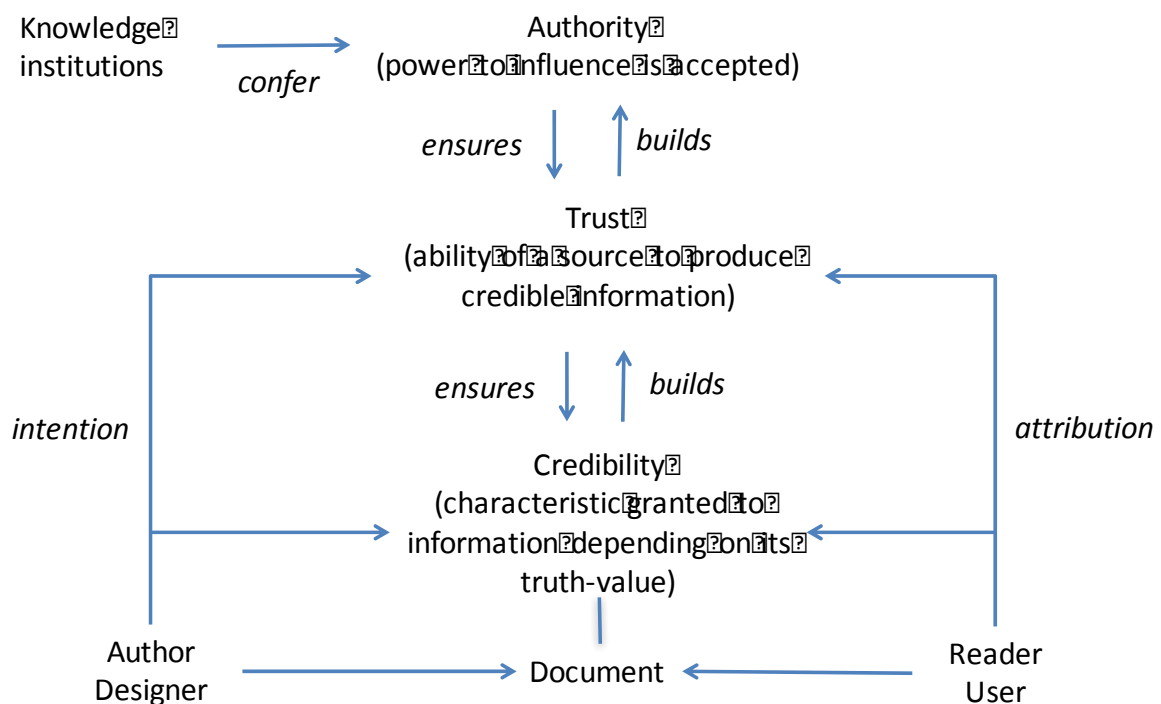 Knowledge
institutions
confer
Authority
(power to influence is accepted)
ensures
builds
Trust
(ability of a source to produce
credible information)
ensures
builds
intention
attribution
Credibility
(characteristic granted to
information depending on its
truth-value)
Author
Designer
Document
Reader
User